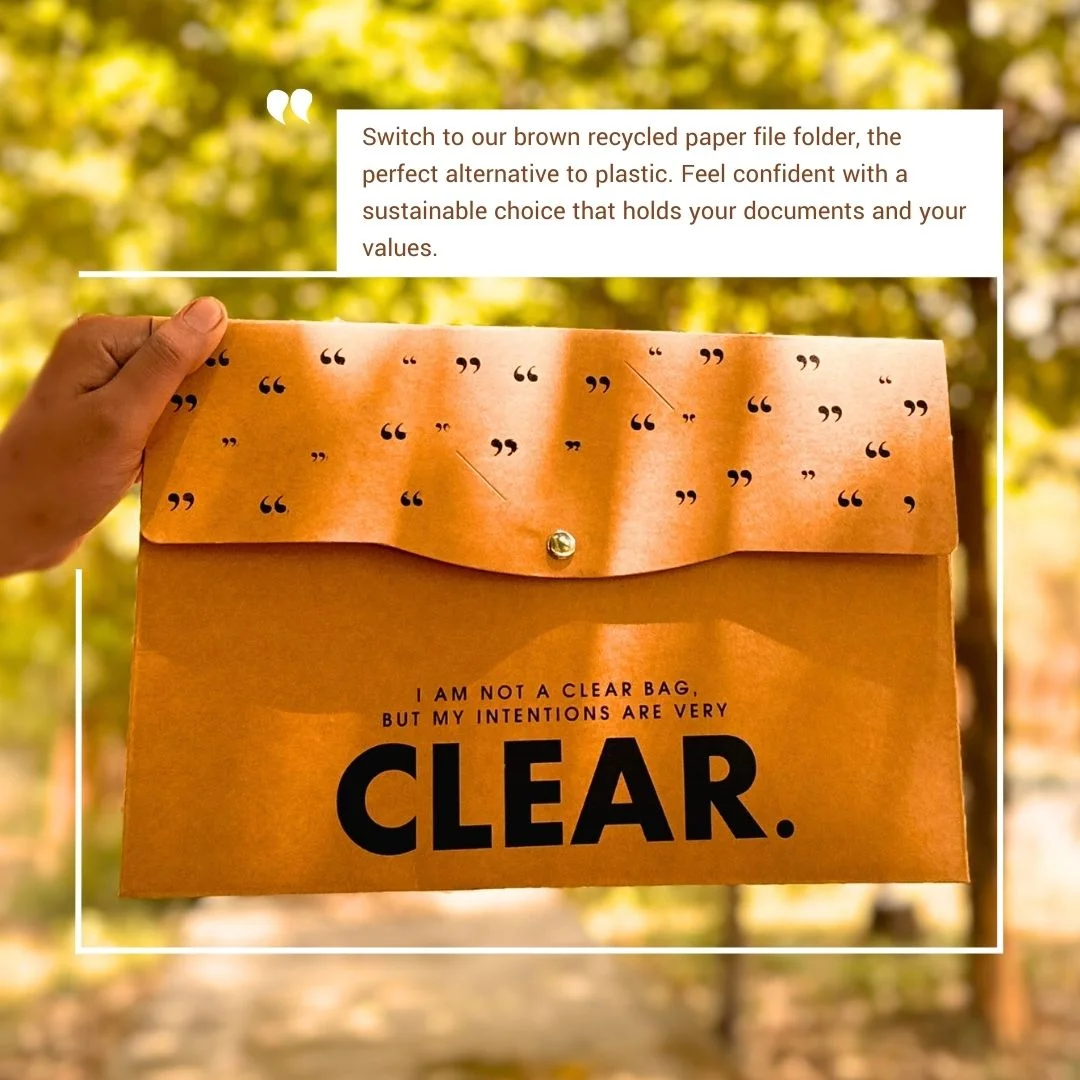 Switch to our brown recycled paper file folder, the
perfect alternative to plastic. Feel confident with a
sustainable choice that holds your documents and your
values.
I AM NOT A CLEAR BAG,
BUT MY INTENTIONS ARE VERY
CLEAR.